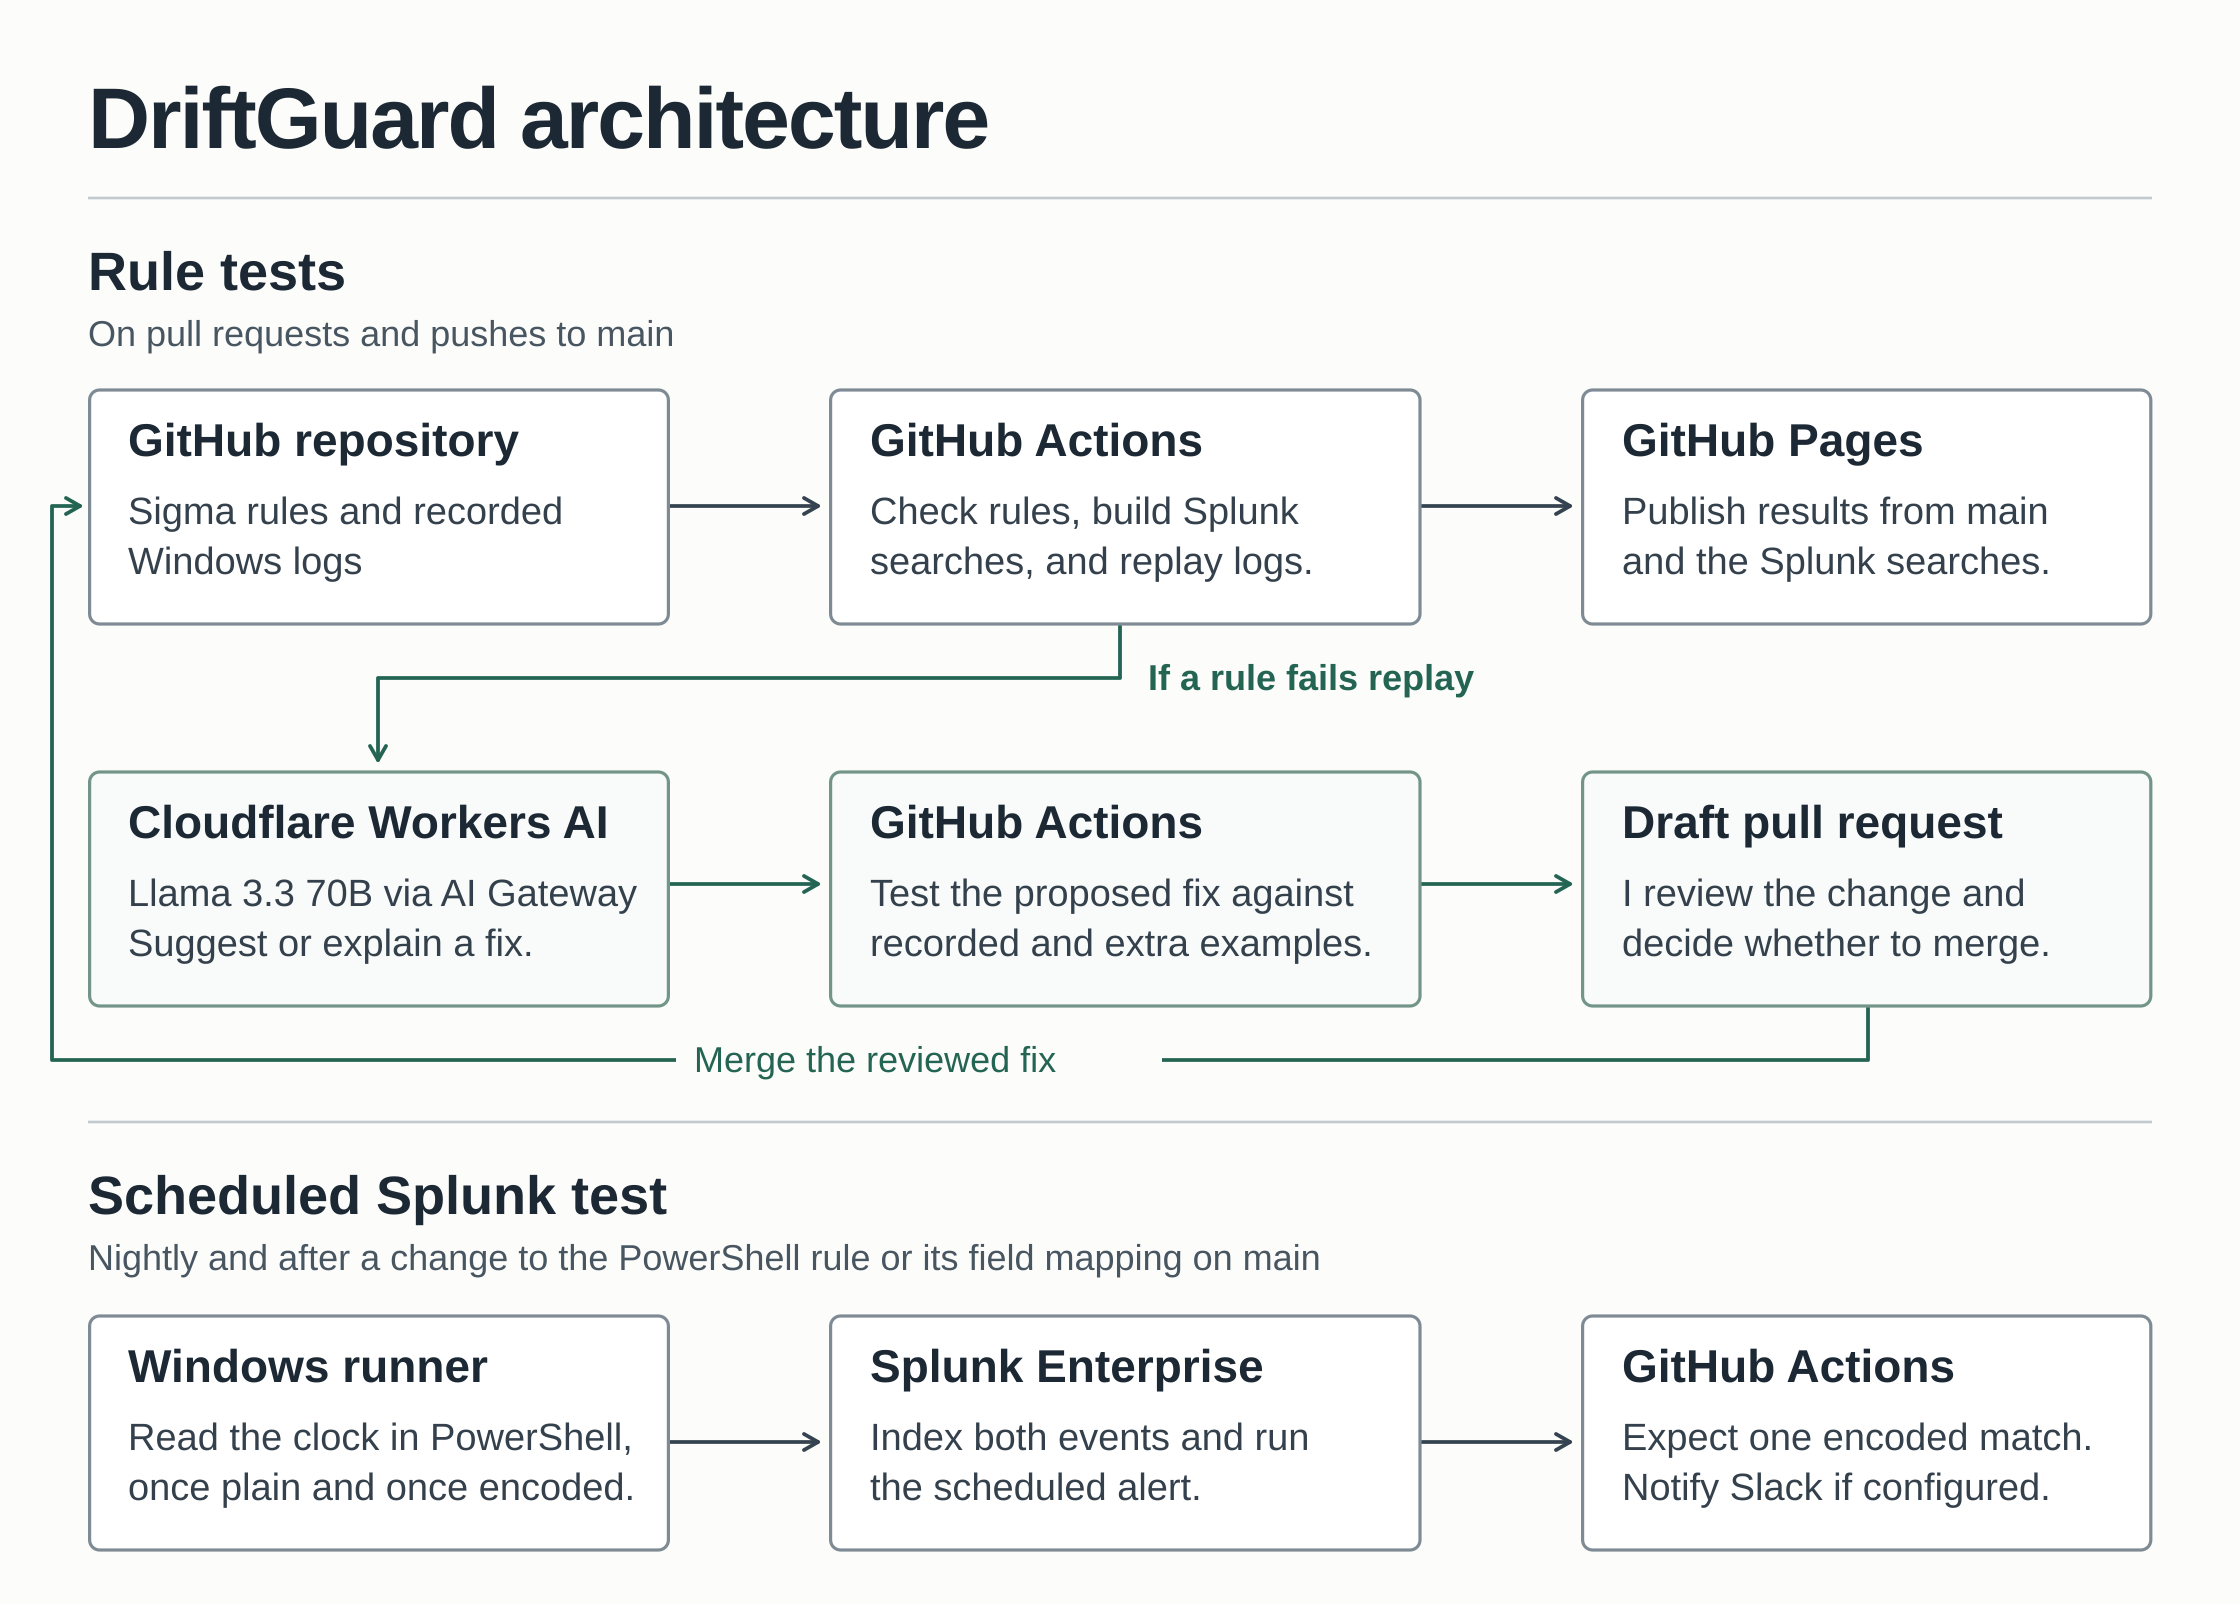 DriftGuard architecture
Rule tests
On pull requests and pushes to main
GitHub repository
Sigma rules and recorded
Windows logs
GitHub Actions
Check rules, build Splunk
searches, and replay logs.
GitHub Pages
Publish results from main
and the Splunk searches.
If a rule fails replay
Cloudflare Workers AI
Llama 3.3 70B via AI Gateway
Suggest or explain a fix.
GitHub Actions
Test the proposed fix against
recorded and extra examples.
Draft pull request
I review the change and
decide whether to merge.
Merge the reviewed fix
Scheduled Splunk test
Nightly and after a change to the PowerShell rule or its field mapping on main
Windows runner
Read the clock in PowerShell,
once plain and once encoded.
Splunk Enterprise
Index both events and run
the scheduled alert.
GitHub Actions
Expect one encoded match.
Notify Slack if configured.